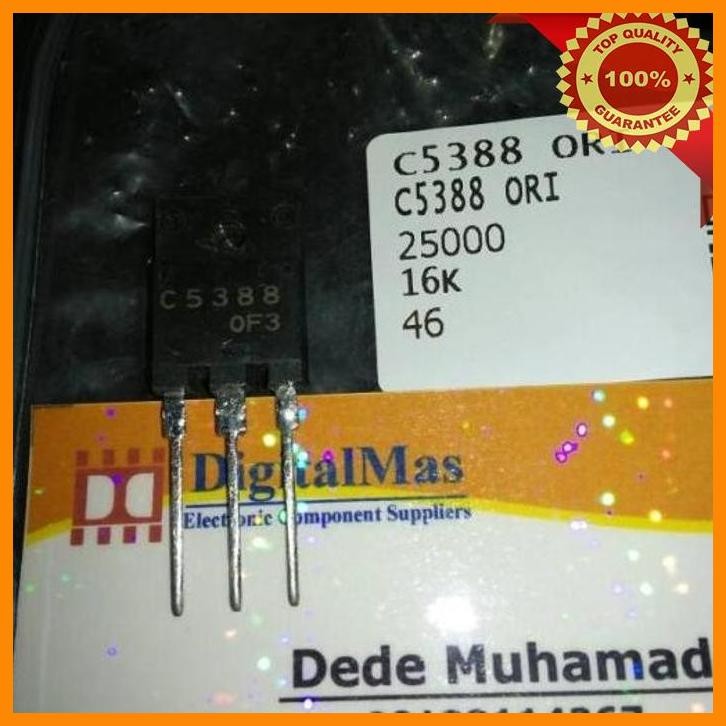 TOP QUALITY
100%
GUARANTEE
C5388 ORI
C5388 ORI
25000
16K
46
C5388
0F3
DigitalMas
Electronic Component Suppliers
Dede Muhamad